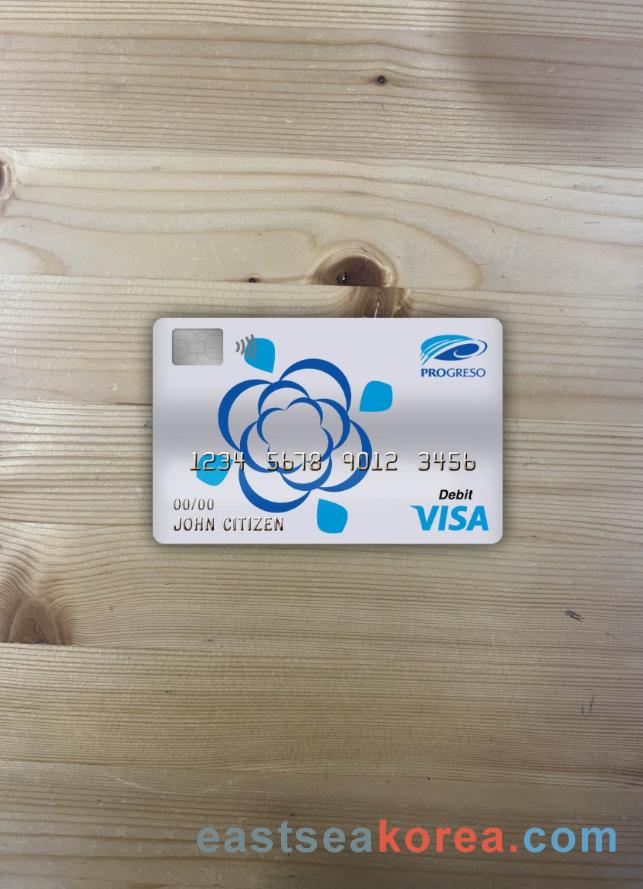 PROGRESO
1234 5678 9012 3456
00/00
JOHN CITIZEN
Debit
VISA
eastseakorea.com